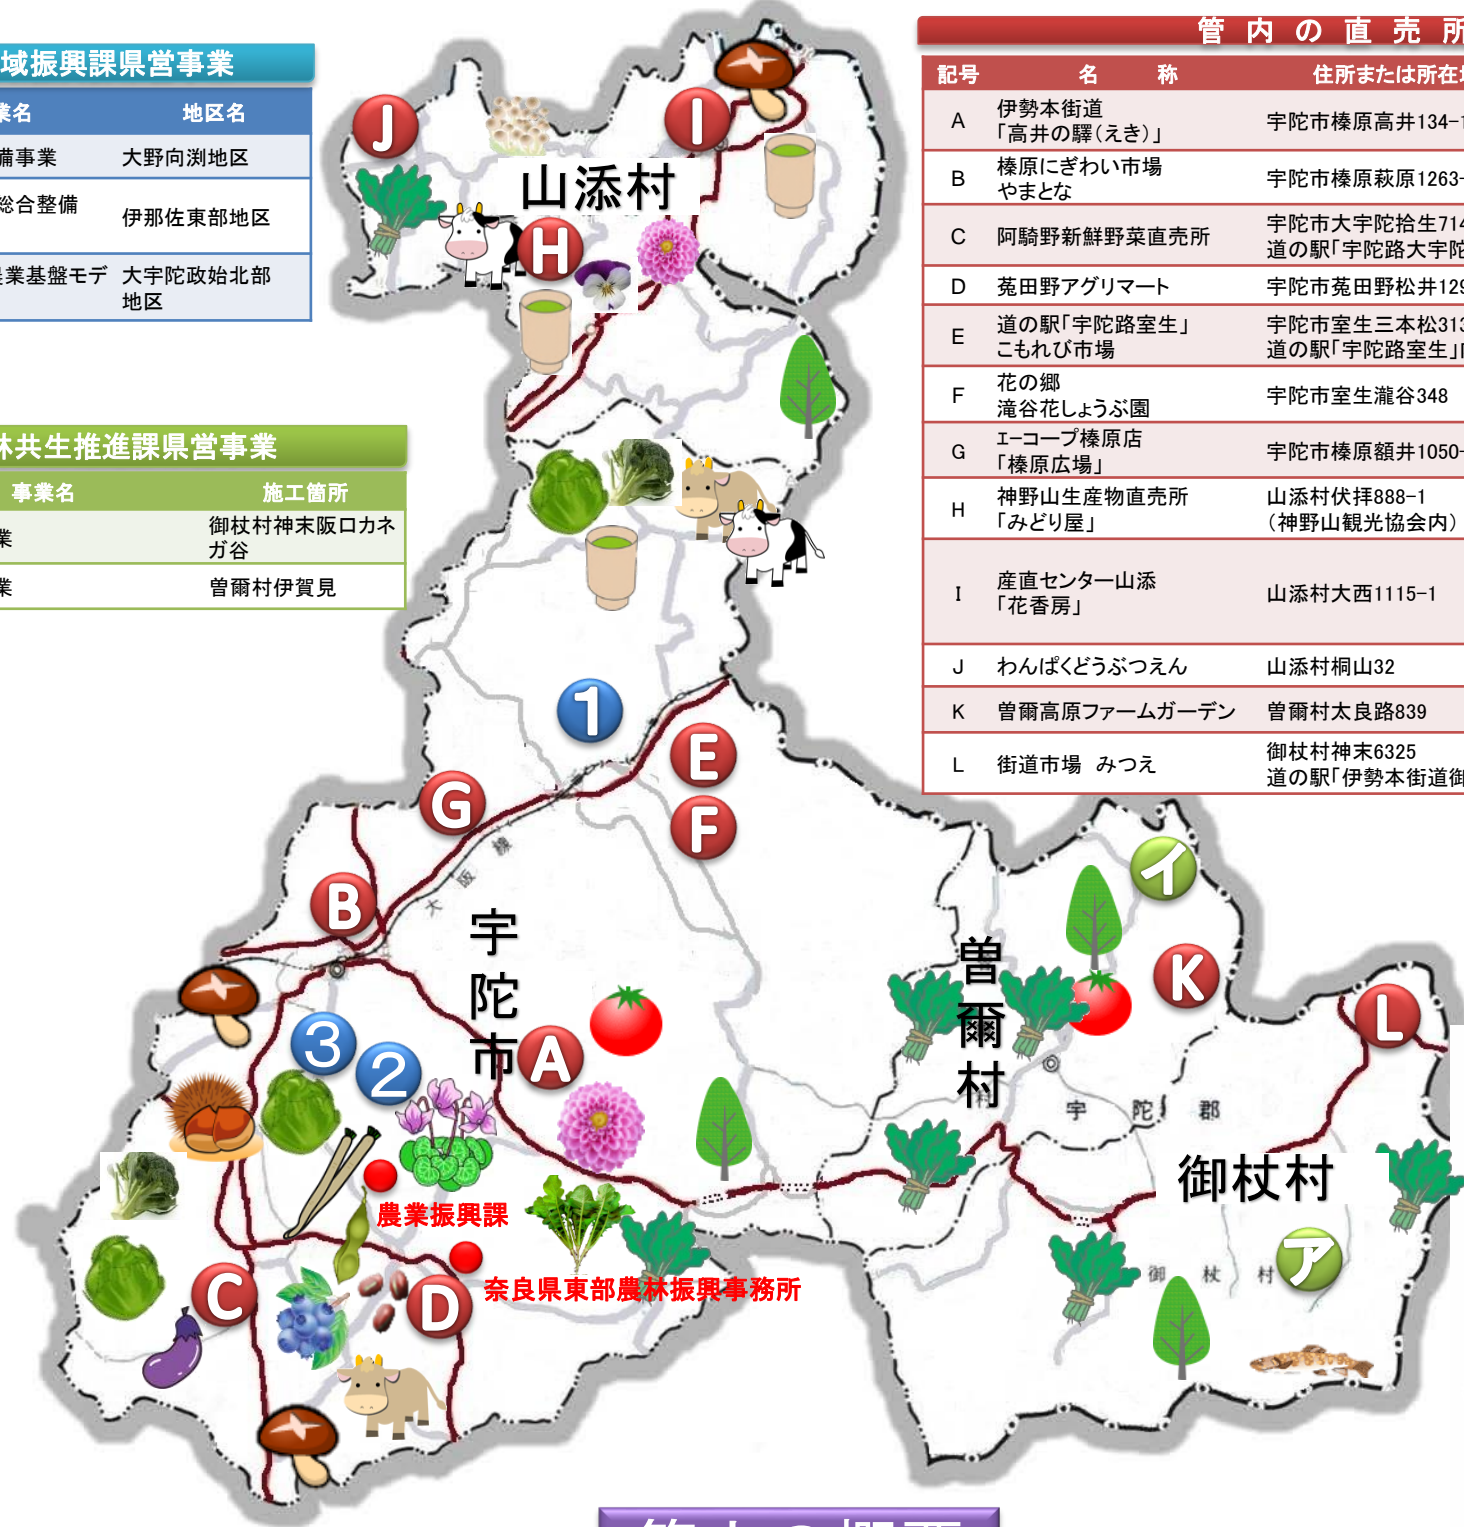 域振興課県営事業
業名 地区名
備事業 大野向渕地区
総合整備 伊那佐東部地区
農業基盤モデ 大宇陀政始北部
地区
林共生推進課県営事業
事業名 施工箇所
業 御杖村神末阪口カネ
ガ谷
業 曽爾村伊賀見
管内の直売所
記号 名 称 住所または所在
A 伊勢本街道
「高井の驛(えき)」 宇陀市榛原高井134-1
B 榛原にぎわい市場
やまとな 宇陀市榛原萩原1263-
C 阿騎野新鮮野菜直売所 宇陀市大宇陀拾生714
道の駅「宇陀路大宇陀
D 菟田野アグリマート 宇陀市菟田野松井129
E 道の駅「宇陀路室生」
こもれび市場 宇陀市室生三本松313
道の駅「宇陀路室生」
F 花の郷
滝谷花しょうぶ園 宇陀市室生瀧谷348
G エーコープ榛原店
「榛原広場」 宇陀市榛原額井1050-
H 神野山生産物直売所
「みどり屋」 山添村伏拝888-1
(神野山観光協会内)
I 産直センター山添
「花香房」 山添村大西1115-1
J わんぱくどうぶつえん 山添村桐山32
K 曽爾高原ファームガーデン 曽爾村太良路839
L 街道市場 みつえ 御杖村神末6325
道の駅「伊勢本街道御
J
I
山添村
H
1
E
G
F
B
大阪線
宇陀市
3
2
A
曽爾村
イ
K
L
宇陀郡
村
御杖村
農業振興課
奈良県東部農林振興事務所
C
D
御杖村
ア
管内の概要